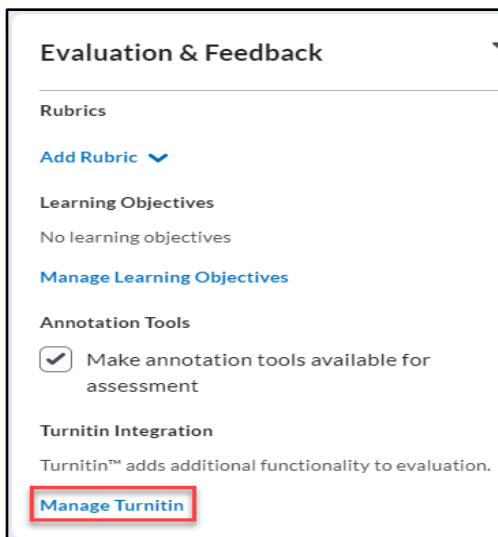 Evaluation & Feedback
Rubrics
Add Rubric
Learning Objectives
No learning objectives
Manage Learning Objectives
Annotation Tools
Make annotation tools available for
assessment
Turnitin Integration
Turnitin™ adds additional functionality to evaluation.
Manage Turnitin